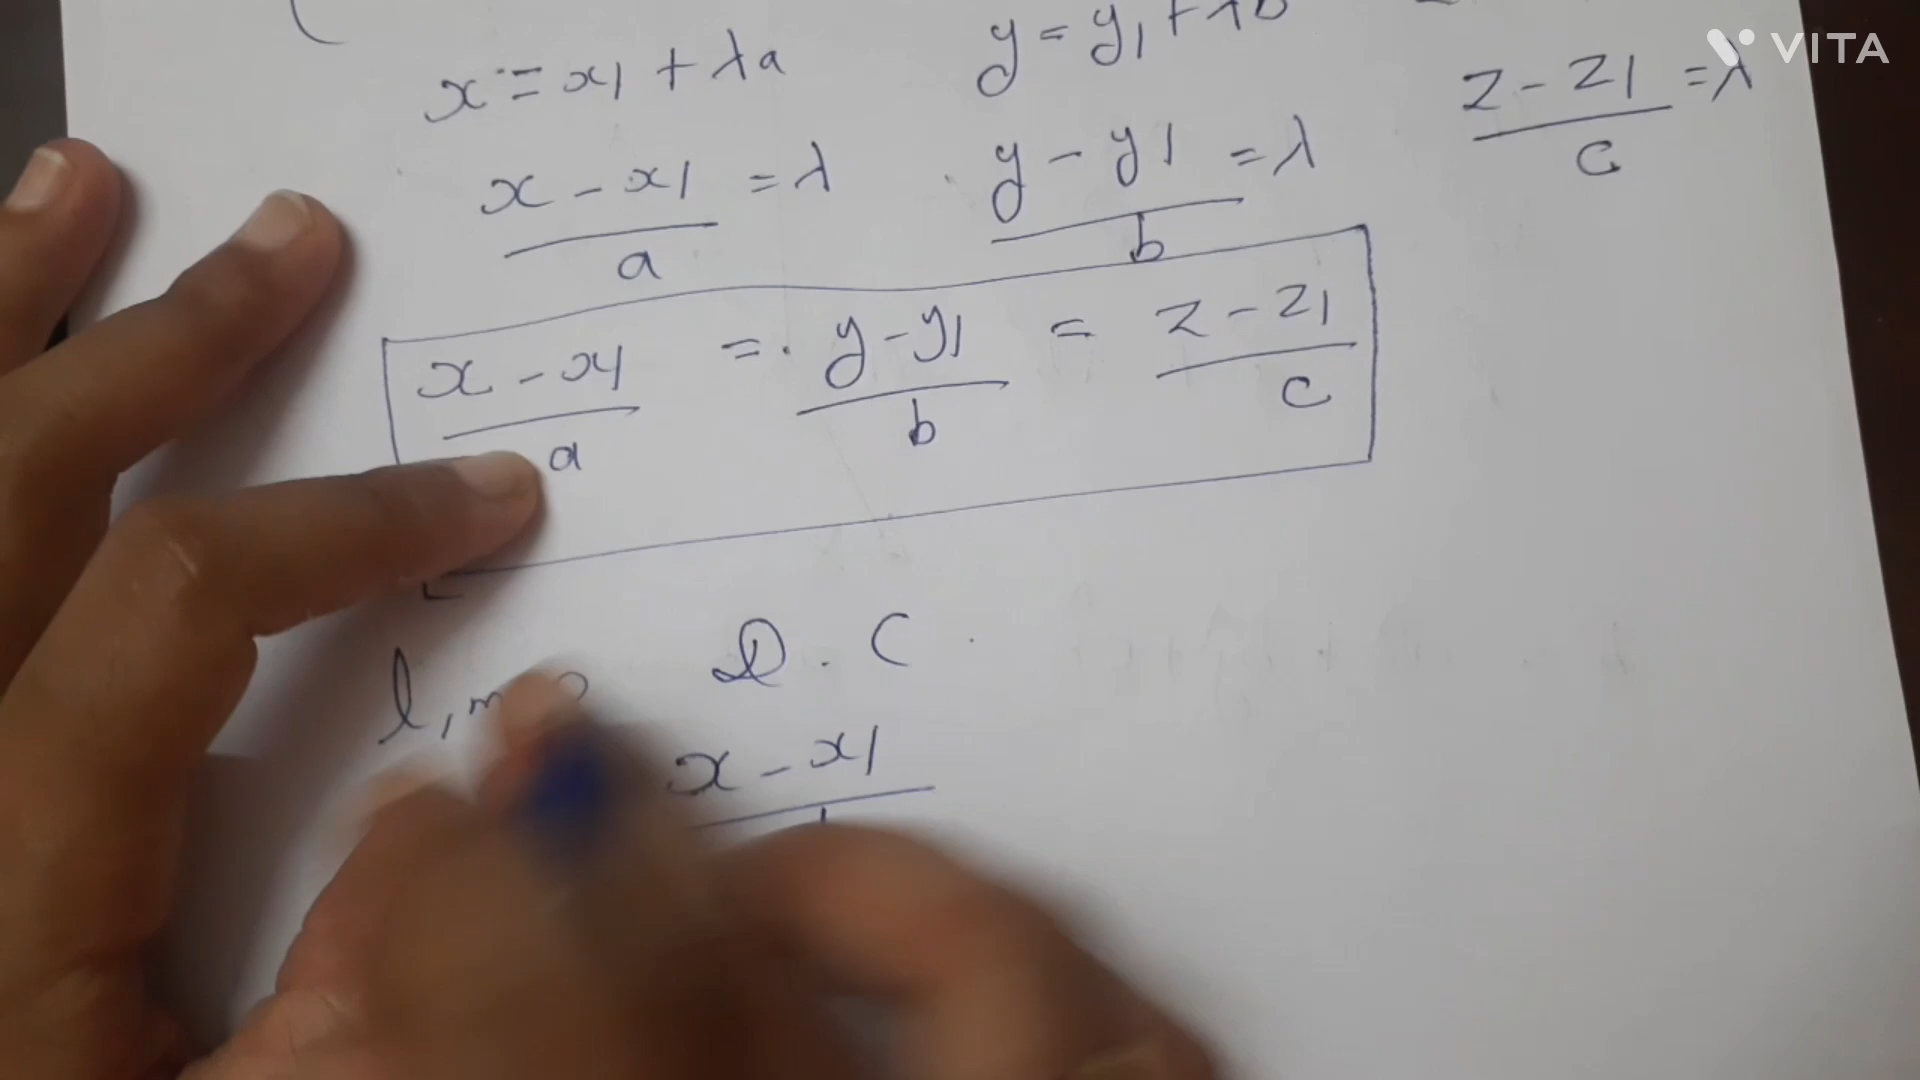 x = x1 + λa y = y1 + λb
VITA
x - x1 / a = λ y - y1 / b = λ z - z1 / c = λ
x - x1 / a = y - y1 / b = z - z1 / c
l, m D.C
x - x1